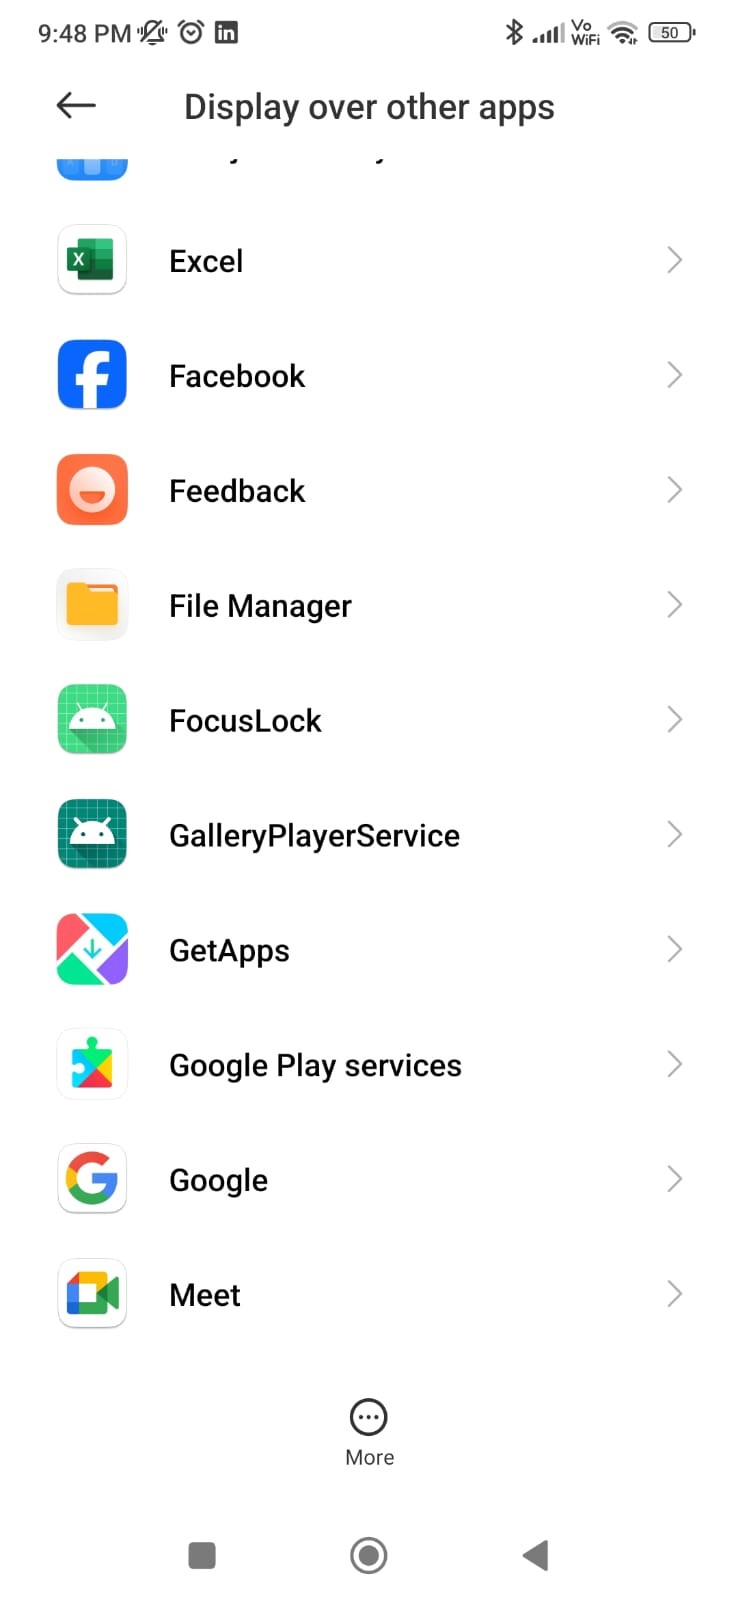 9:48 PM
Vo
WiFi
50
Display over other apps
Excel
Facebook
Feedback
File Manager
FocusLock
GalleryPlayerService
GetApps
Google Play services
Google
Meet
More